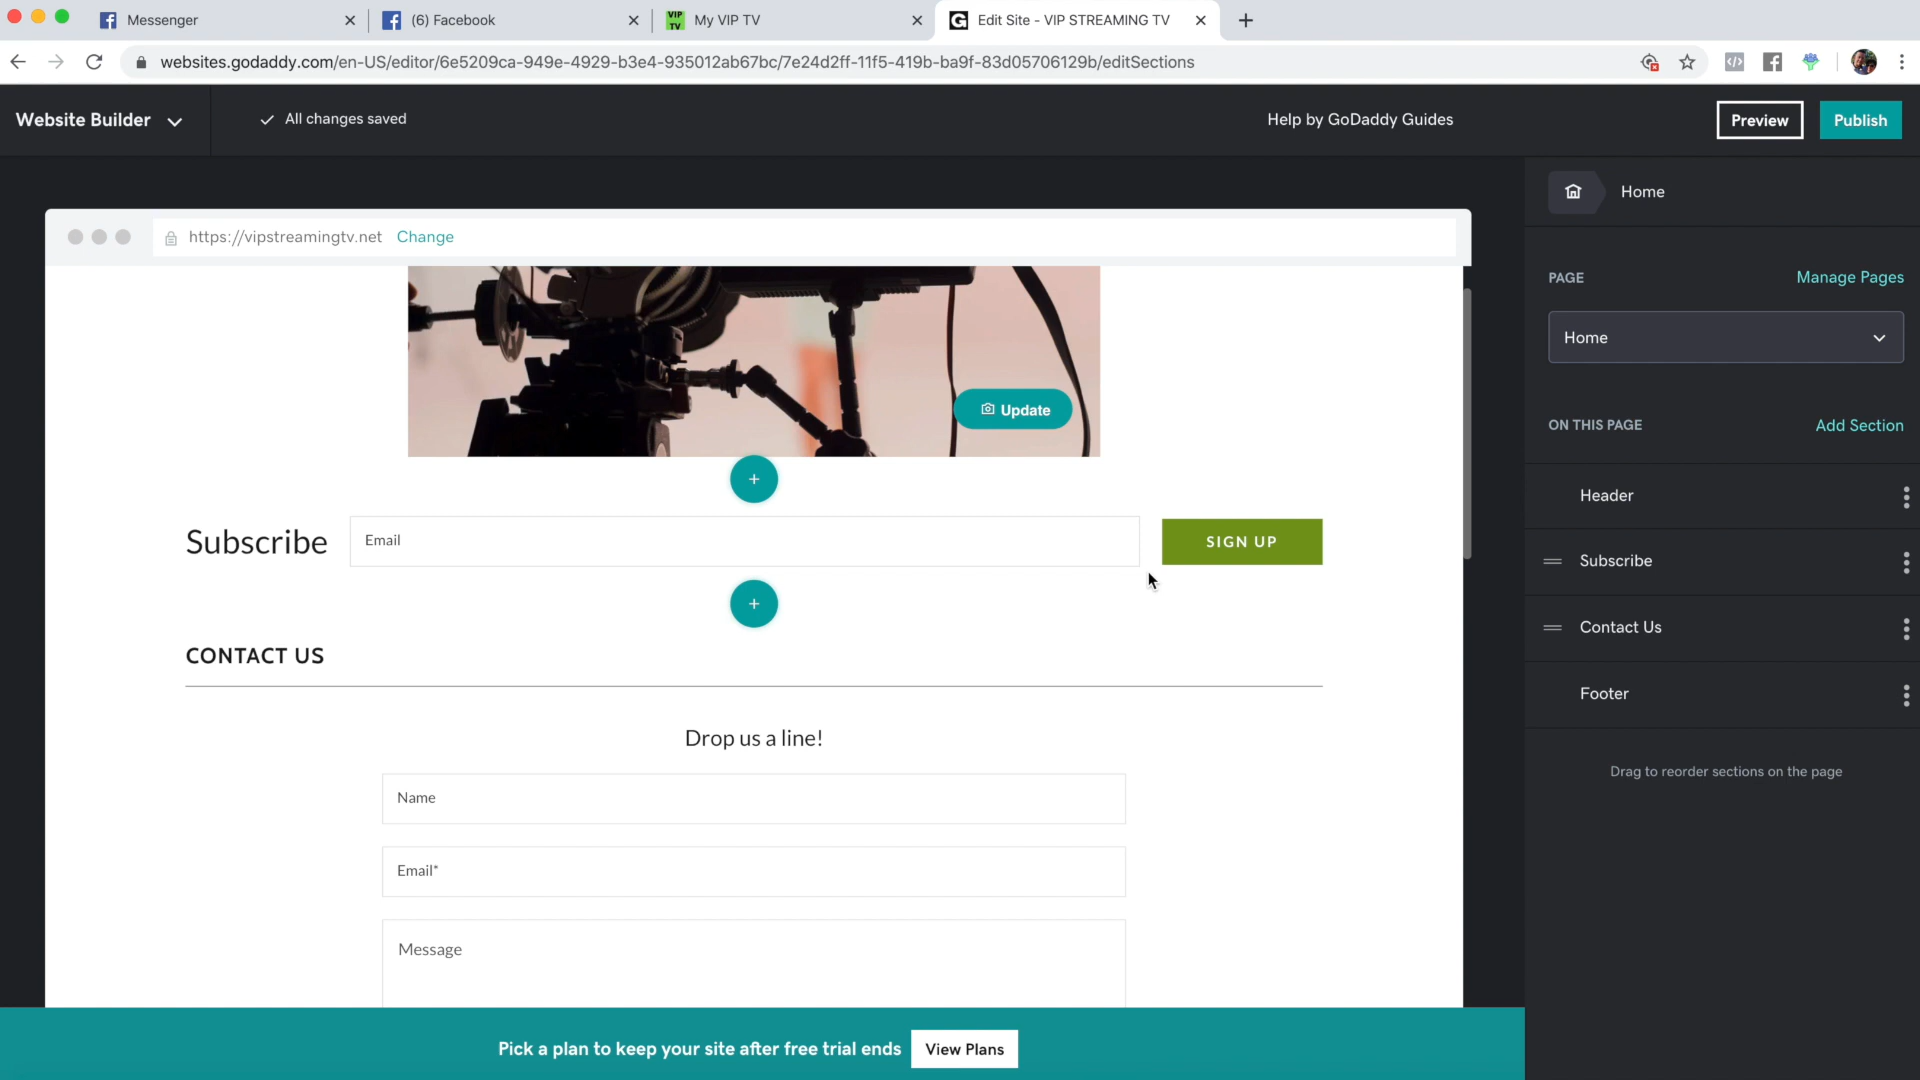 Messenger
(6) Facebook
VIP TV
My VIP TV
G
Edit Site - VIP STREAMING TV
websites.godaddy.com/en-US/editor/6e5209ca-949e-4929-b3e4-935012ab67bc/7e24d2ff-11f5-419b-ba9f-83d05706129b/editSections
Website Builder
All changes saved
Help by GoDaddy Guides
Preview
Publish
Home
https://vipstreamingtv.net Change
PAGE
Manage Pages
Home
Update
ON THIS PAGE
Add Section
Header
Subscribe
Email
SIGN UP
Subscribe
Contact Us
CONTACT US
Footer
Drop us a line!
Drag to reorder sections on the page
Name
Email*
Message
Pick a plan to keep your site after free trial ends
View Plans